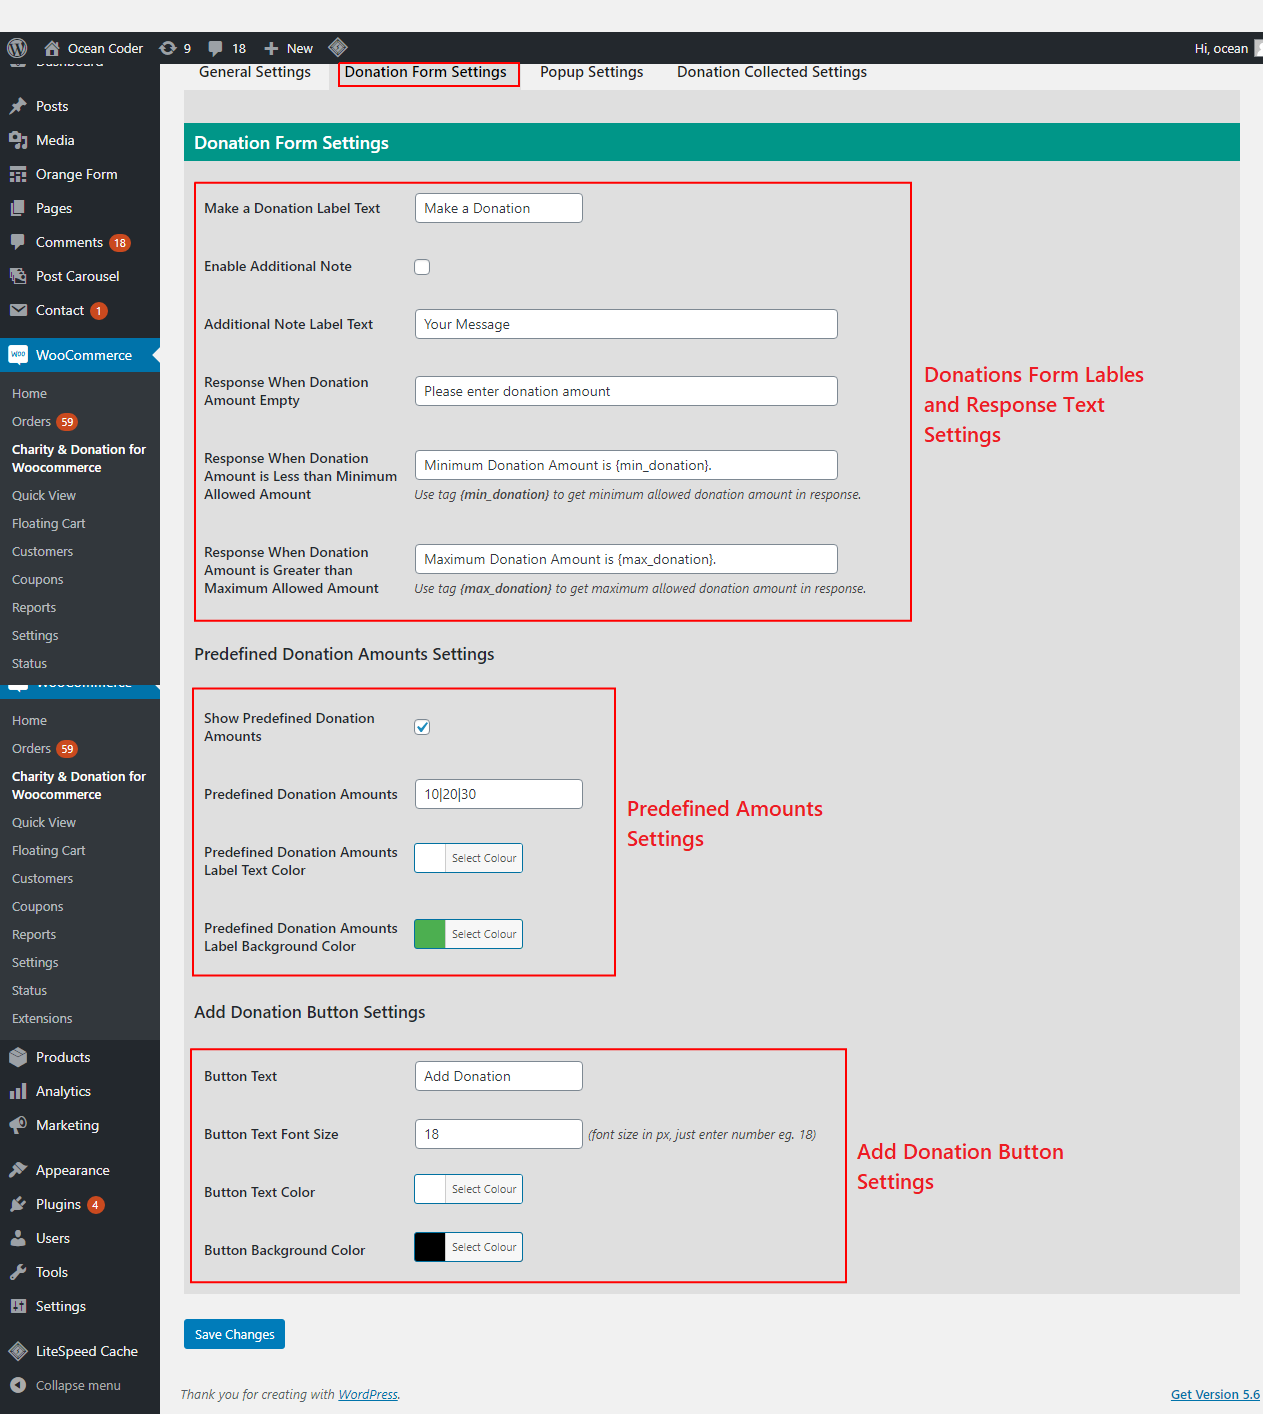 Ocean Coder 9 18 New Hi, ocean
Dashboard
Posts
Media
Orange Form
Pages
Comments 18
Post Carousel
Contact 1
WooCommerce
Home
Orders 59
Charity & Donation for
Woocommerce
Quick View
Floating Cart
Customers
Coupons
Reports
Settings
Status
WooCommerce
Home
Orders 59
Charity & Donation for
Woocommerce
Quick View
Floating Cart
Customers
Coupons
Reports
Settings
Status
Extensions
Products
Analytics
Marketing
Appearance
Plugins 4
Users
Tools
Settings
LiteSpeed Cache
Collapse menu
General Settings Donation Form Settings Popup Settings Donation Collected Settings
Donation Form Settings
Make a Donation Label Text Make a Donation
Enable Additional Note
Additional Note Label Text Your Message
Response When Donation
Amount Empty
Please enter donation amount
Response When Donation
Amount is Less than Minimum
Allowed Amount
Minimum Donation Amount is {min_donation}.
Use tag {min_donation} to get minimum allowed donation amount in response.
Response When Donation
Amount is Greater than
Maximum Allowed Amount
Maximum Donation Amount is {max_donation}.
Use tag {max_donation} to get maximum allowed donation amount in response.
Donations Form Lables
and Response Text
Settings
Predefined Donation Amounts Settings
Show Predefined Donation
Amounts
Predefined Donation Amounts 10|20|30
Predefined Donation Amounts
Label Text Color
Select Colour
Predefined Donation Amounts
Label Background Color
Select Colour
Predefined Amounts
Settings
Add Donation Button Settings
Button Text Add Donation
Button Text Font Size 18 (font size in px, just enter number eg. 18)
Button Text Color Select Colour
Button Background Color Select Colour
Add Donation Button
Settings
Save Changes
Thank you for creating with WordPress. Get Version 5.6